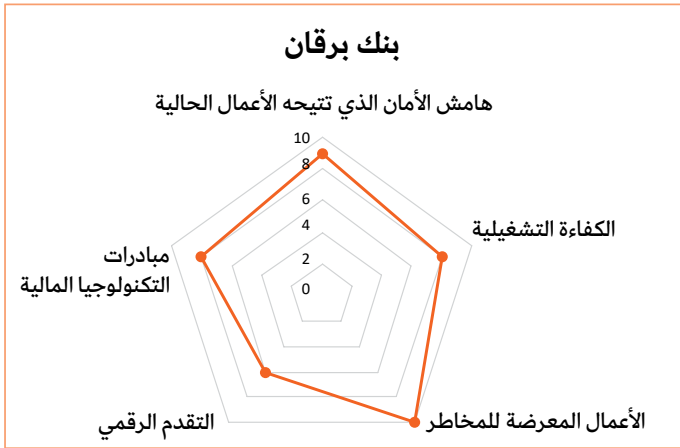 بنك برقان
هامش الأمان الذي تتيحه الأعمال الحالية
10
8
6
4
2
0
الكفاءة التشغيلية
مبادرات
التكنولوجيا المالية
الأعمال المعرضة للمخاطر
التقدم الرقمي